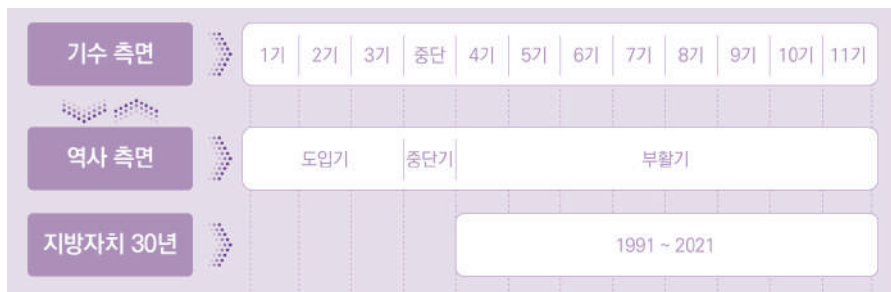 기수 측면 1기 2기 3기 중단 4기 5기 6기 7기 8기 9기 10기 11기
역사 측면 도입기 중단기 부활기
지방자치 30년 1991 ~ 2021